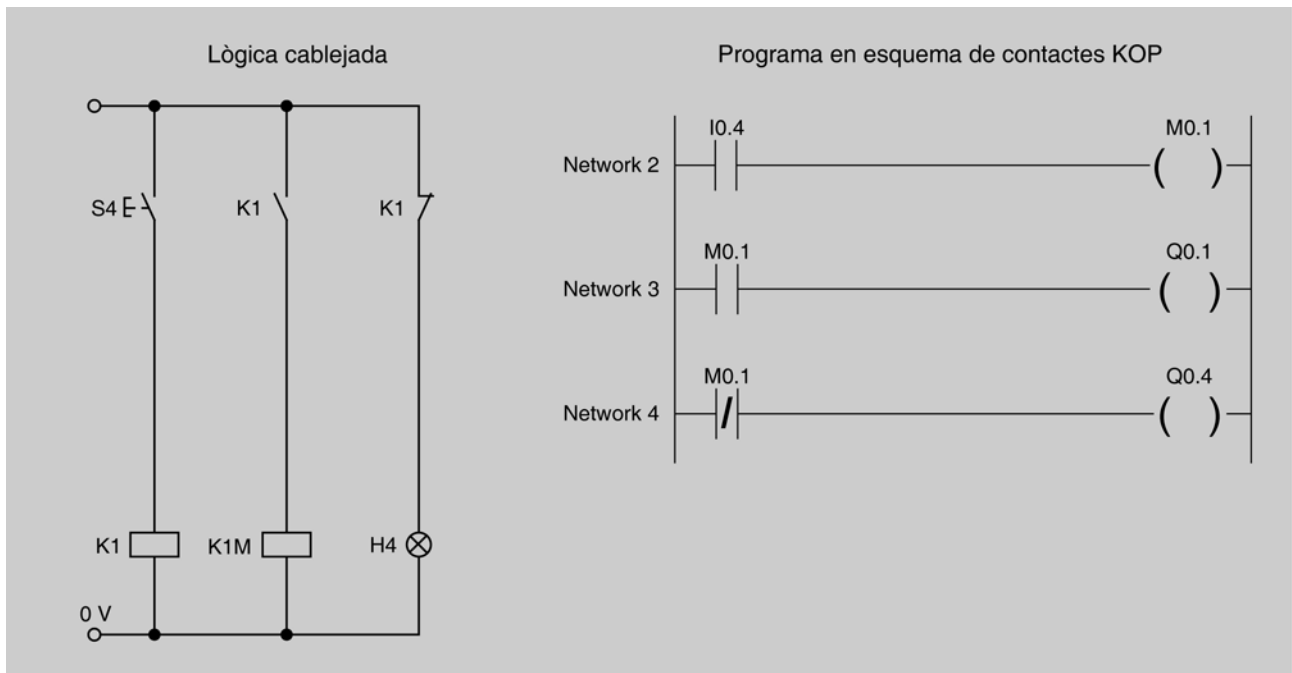 Lògica cablejada
S4
K1
K1
K1
K1M
H4
0 V
Programa en esquema de contactes KOP
I0.4
M0.1
Network 2
M0.1
Q0.1
Network 3
M0.1
Q0.4
Network 4